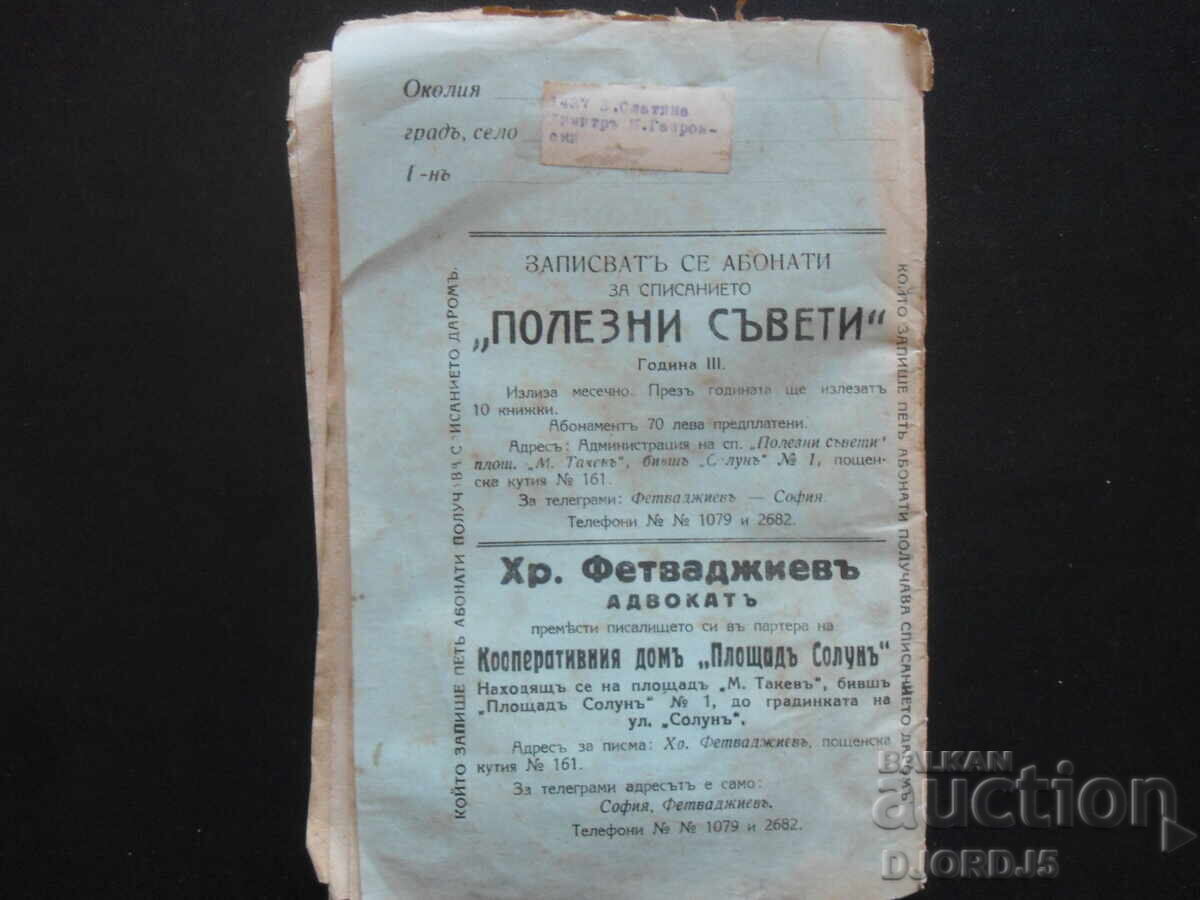 Околия
градъ, село
Г-нъ
ЗАПИСВАТЪ СЕ АБОНАТИ
ЗА СПИСАНИЕТО
„ПОЛЕЗНИ СЪВЕТИ“
Година III.
Излиза месечно. Презъ годината ще излезатъ
10 книжки.
Абонаментъ 70 лева предплатени.
Адресъ: Администрация на сп. „Полезни съвети“
площ. „М. Такевъ“, бившъ „Солунъ“ № 1, пощен-
ска кутия № 161.
За телеграми: Фетваджиевъ — София.
Телефони № № 1079 и 2682.
Хр. Фетваджиевъ
АДВОКАТЪ
премѣсти писалището си въ партера на
Кооперативния домъ „Площадъ Солунъ“
Находящъ се на площадъ „М. Такевъ“, бившъ
„Площадъ Солунъ“ № 1, до градинката на
ул. „Солунъ“.
Адресъ за писма: Хр. Фетваджиевъ, пощенска
кутия № 161.
За телеграми адресътъ е само:
София, Фетваджиевъ.
Телефони № № 1079 и 2682.
КОЙТО ЗАПИШЕ ПЕТЬ АБОНАТИ ПОЛУЧАВА СПИСАНИЕТО ДАРОМЪ.
КОЙТО ЗАПИШЕ ПЕТЬ АБОНАТИ ПОЛУЧАВА СПИСАНИЕТО ДАРОМЪ
BALKAN
auction
DJORDJ5